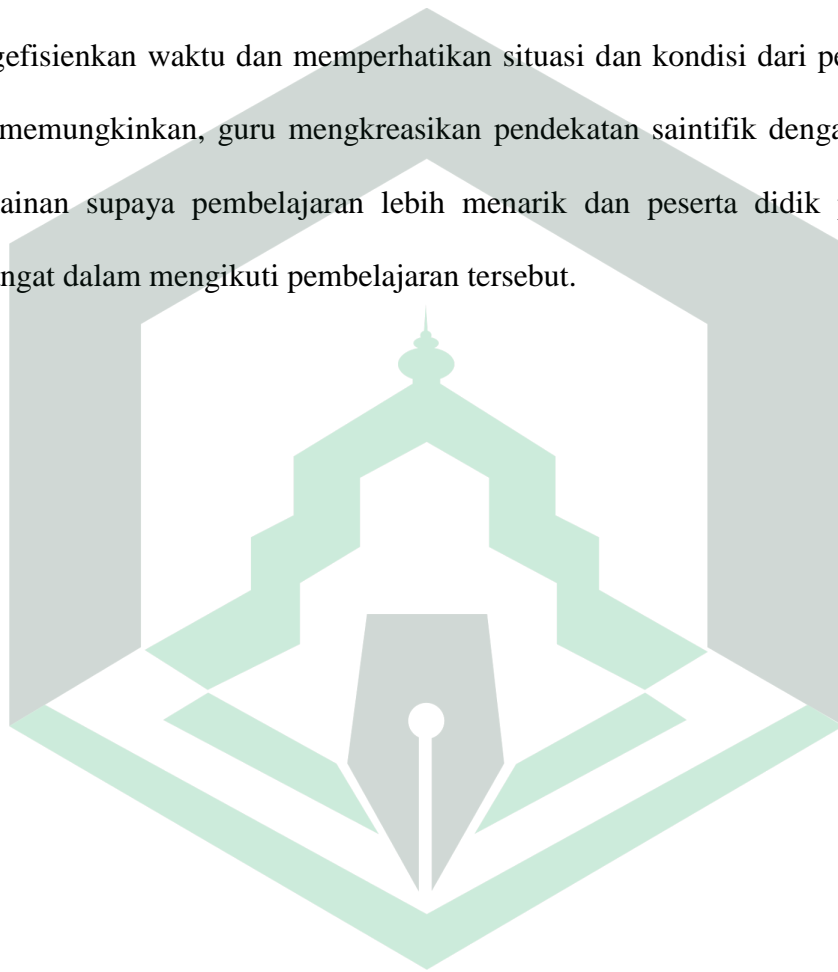 gefisienkan waktu dan memperhatikan situasi dan kondisi dari pe
memungkinkan, guru mengkreasikan pendekatan saintifik denga
ainan supaya pembelajaran lebih menarik dan peserta didik
ngat dalam mengikuti pembelajaran tersebut.